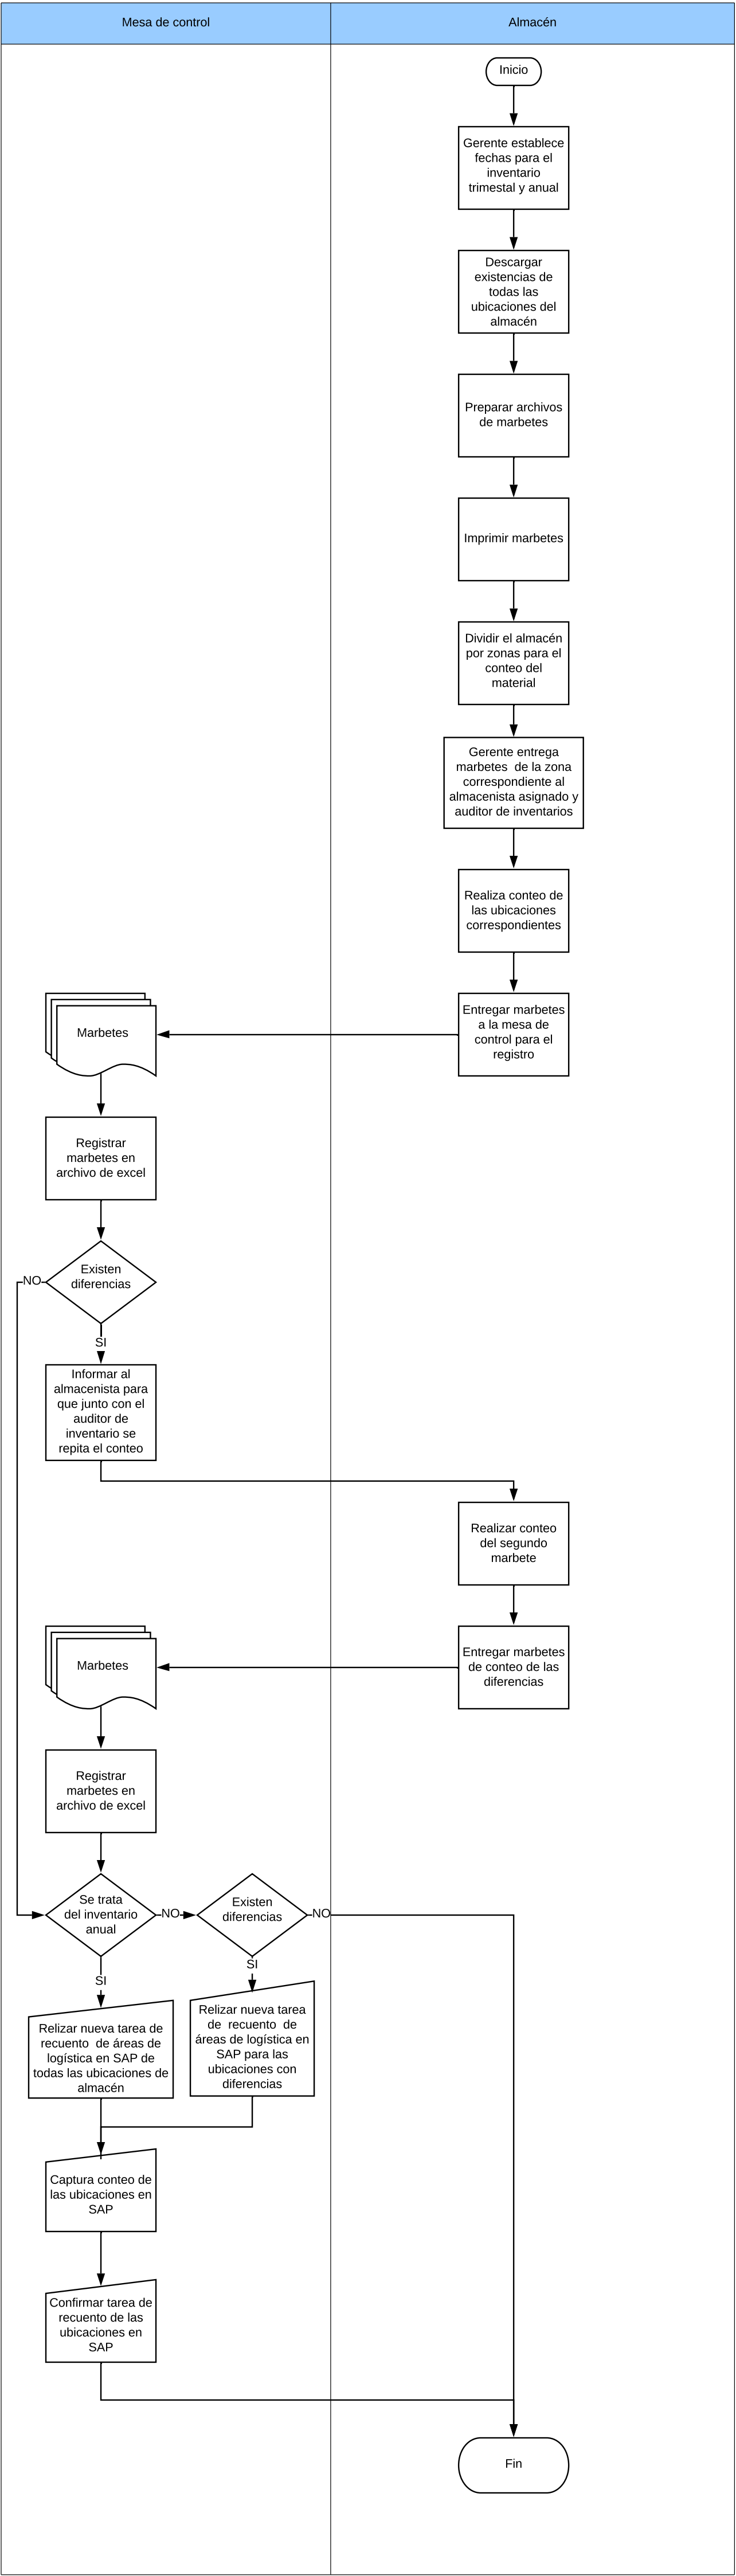 Mesa de control
Almacén
Inicio
Gerente establece
fechas para el
inventario
trimestal y anual
Descargar
existencias de
todas las
ubicaciones del
almacén
Preparar archivos
de marbetes
Imprimir marbetes
Dividir el almacén
por zonas para el
conteo del
material
Gerente entrega
marbetes de la zona
correspondiente al
almacenista asignado y
auditor de inventarios
Realiza conteo de
las ubicaciones
correspondientes
Entregar marbetes
a la mesa de
control para el
registro
Marbetes
Registrar
marbetes en
archivo de excel
Existen
diferencias
NO
SI
Informar al
almacenista para
que junto con el
auditor de
inventario se
repita el conteo
Realizar conteo
del segundo
marbete
Entregar marbetes
de conteo de las
diferencias
Marbetes
Registrar
marbetes en
archivo de excel
Se trata
del inventario
anual
NO
Existen
diferencias
NO
SI
SI
Relizar nueva tarea de
recuento de áreas de
logística en SAP de
todas las ubicaciones de
almacén
Relizar nueva tarea
de recuento de
áreas de logística en
SAP para las
ubicaciones con
diferencias
Captura conteo de
las ubicaciones en
SAP
Confirmar tarea de
recuento de las
ubicaciones en
SAP
Fin